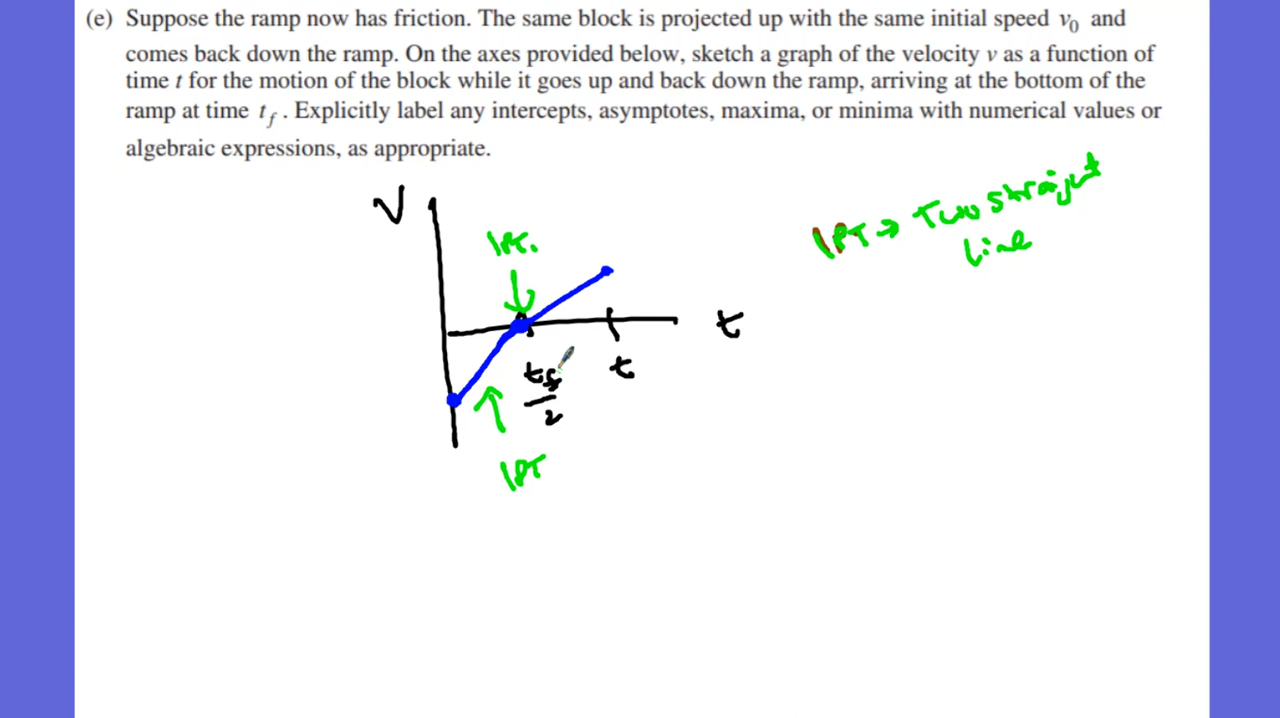 (e) Suppose the ramp now has friction. The same block is projected up with the same initial speed v₀ and
comes back down the ramp. On the axes provided below, sketch a graph of the velocity v as a function of
time t for the motion of the block while it goes up and back down the ramp, arriving at the bottom of the
ramp at time t_f . Explicitly label any intercepts, asymptotes, maxima, or minima with numerical values or
algebraic expressions, as appropriate.
V
1PT → Two straight
Line
1PT.
t
tf/2
t
1PT